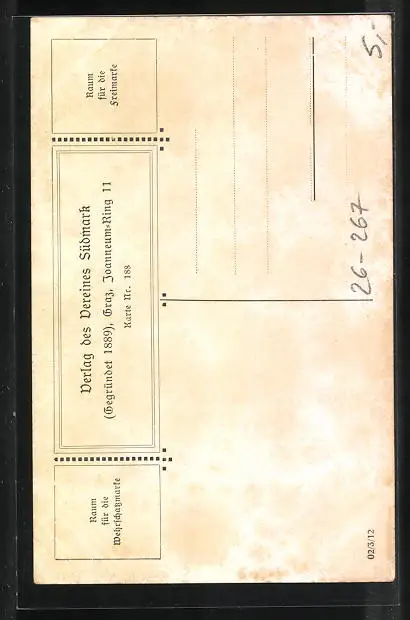 Raum
für die
Wehrschatzmarke
Verlag des Vereines Südmark
(Gegründet 1889), Graz, Joanneum-Ring 11
Karte Nr. 188
Raum
für die
Freimarke
26-267
5,-
02/3/12